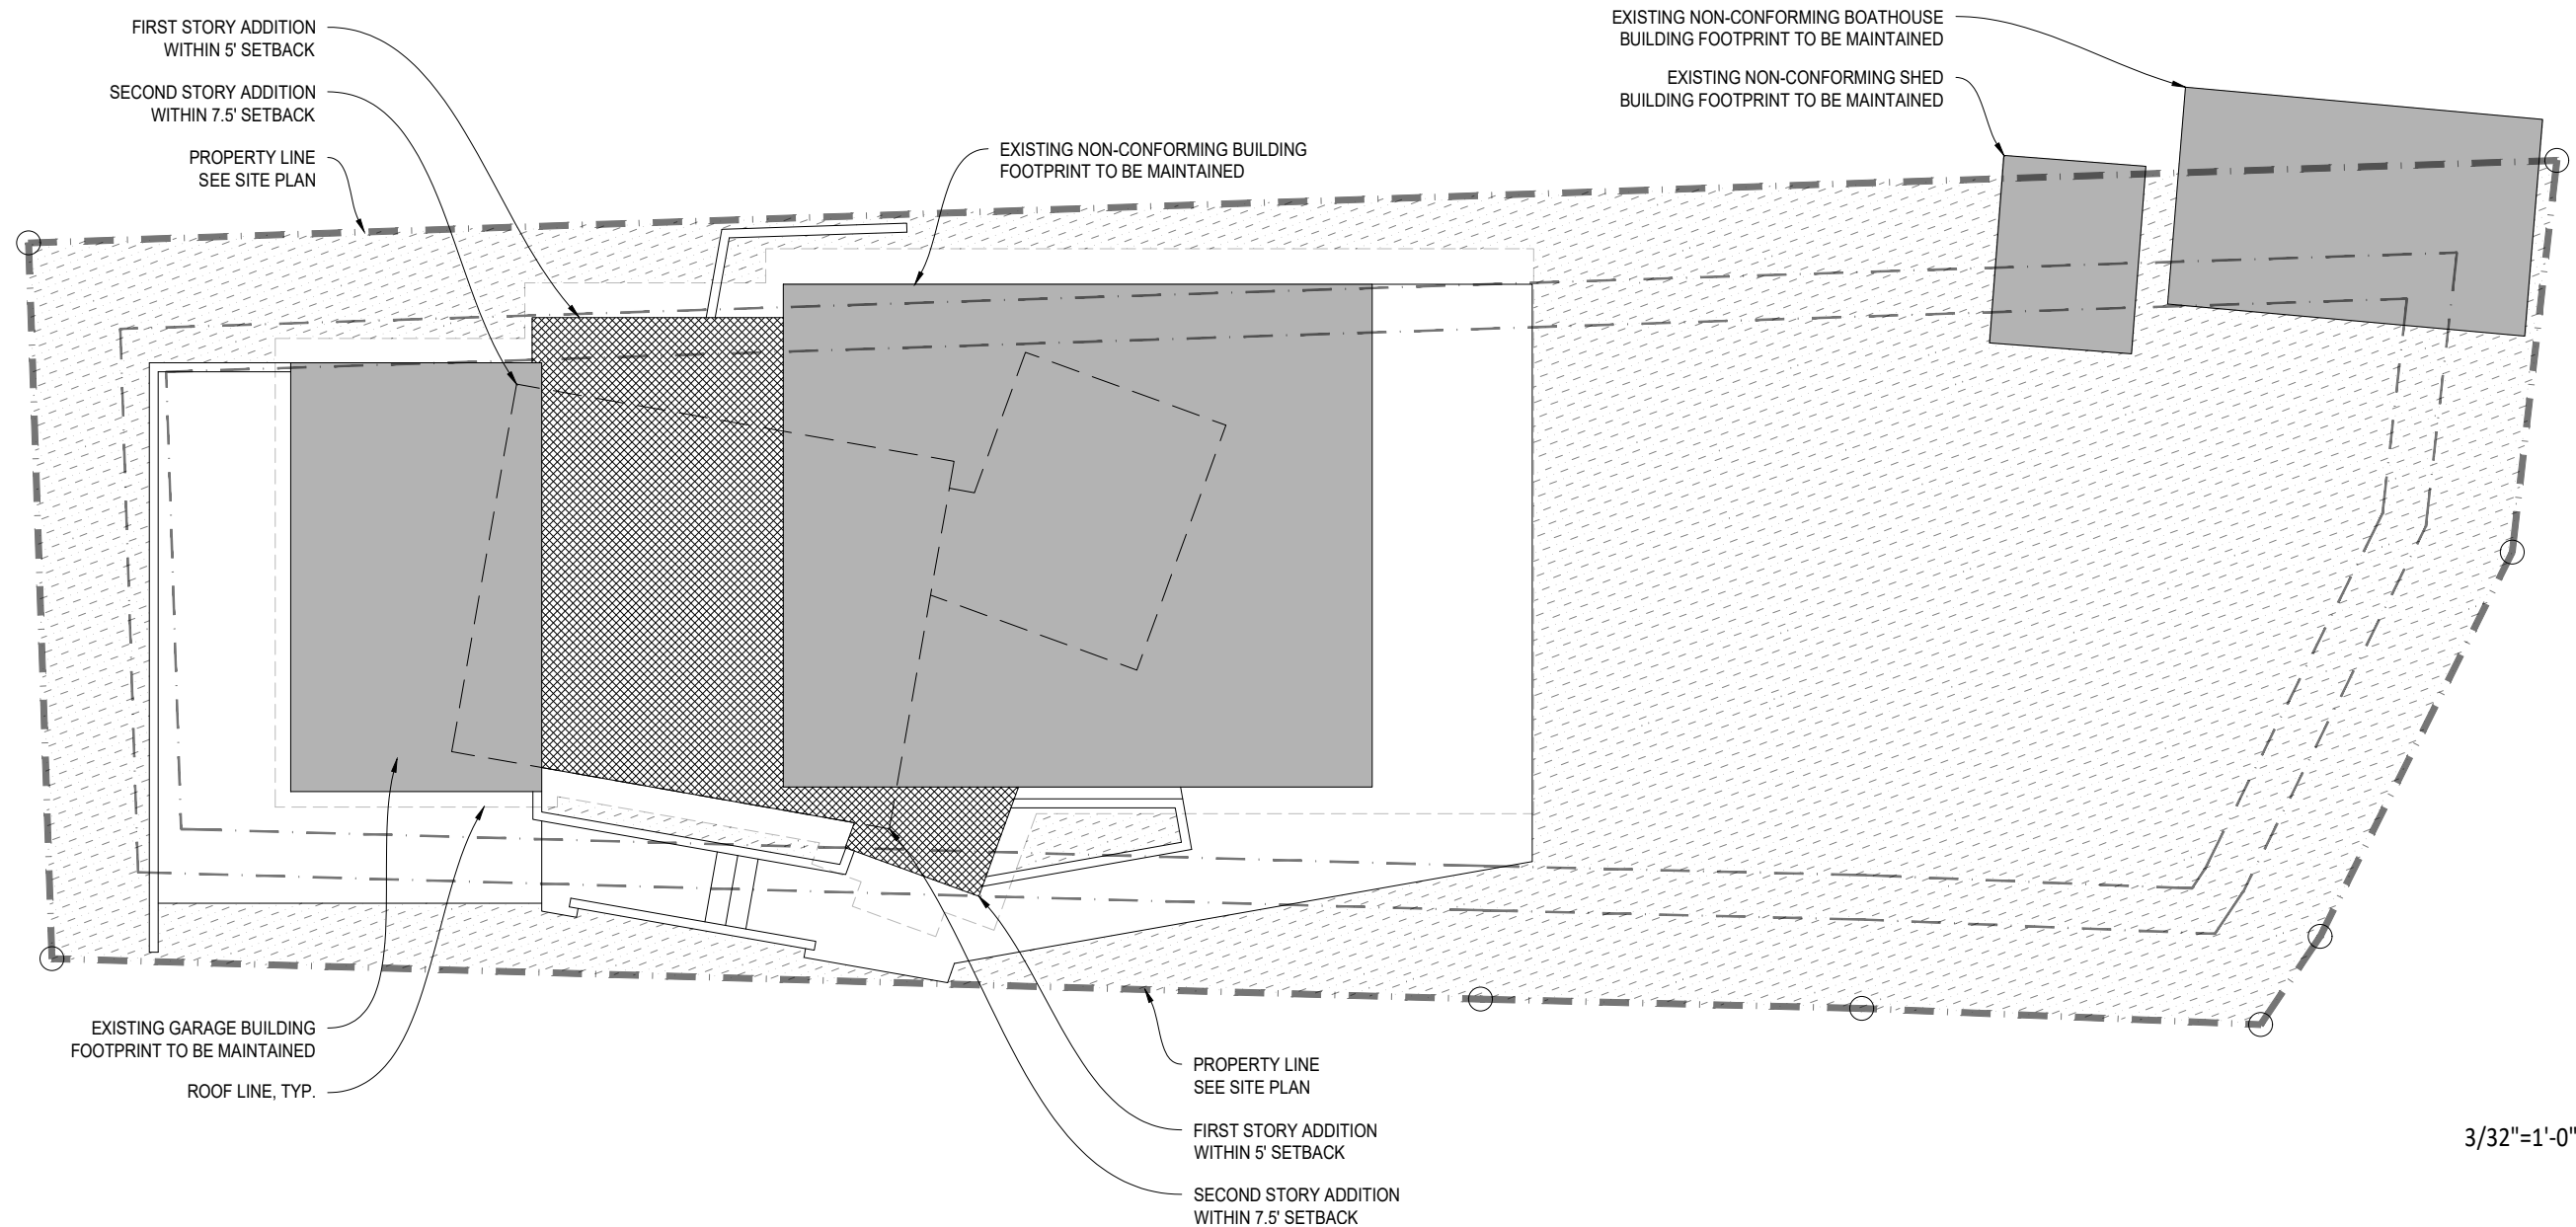 FIRST STORY ADDITION
WITHIN 5' SETBACK
SECOND STORY ADDITION
WITHIN 7.5' SETBACK
PROPERTY LINE
SEE SITE PLAN
EXISTING NON-CONFORMING BUILDING
FOOTPRINT TO BE MAINTAINED
EXISTING NON-CONFORMING BOATHOUSE
BUILDING FOOTPRINT TO BE MAINTAINED
EXISTING NON-CONFORMING SHED
BUILDING FOOTPRINT TO BE MAINTAINED
EXISTING GARAGE BUILDING
FOOTPRINT TO BE MAINTAINED
ROOF LINE, TYP.
PROPERTY LINE
SEE SITE PLAN
FIRST STORY ADDITION
WITHIN 5' SETBACK
SECOND STORY ADDITION
WITHIN 7.5' SETBACK
3/32"=1'-0"